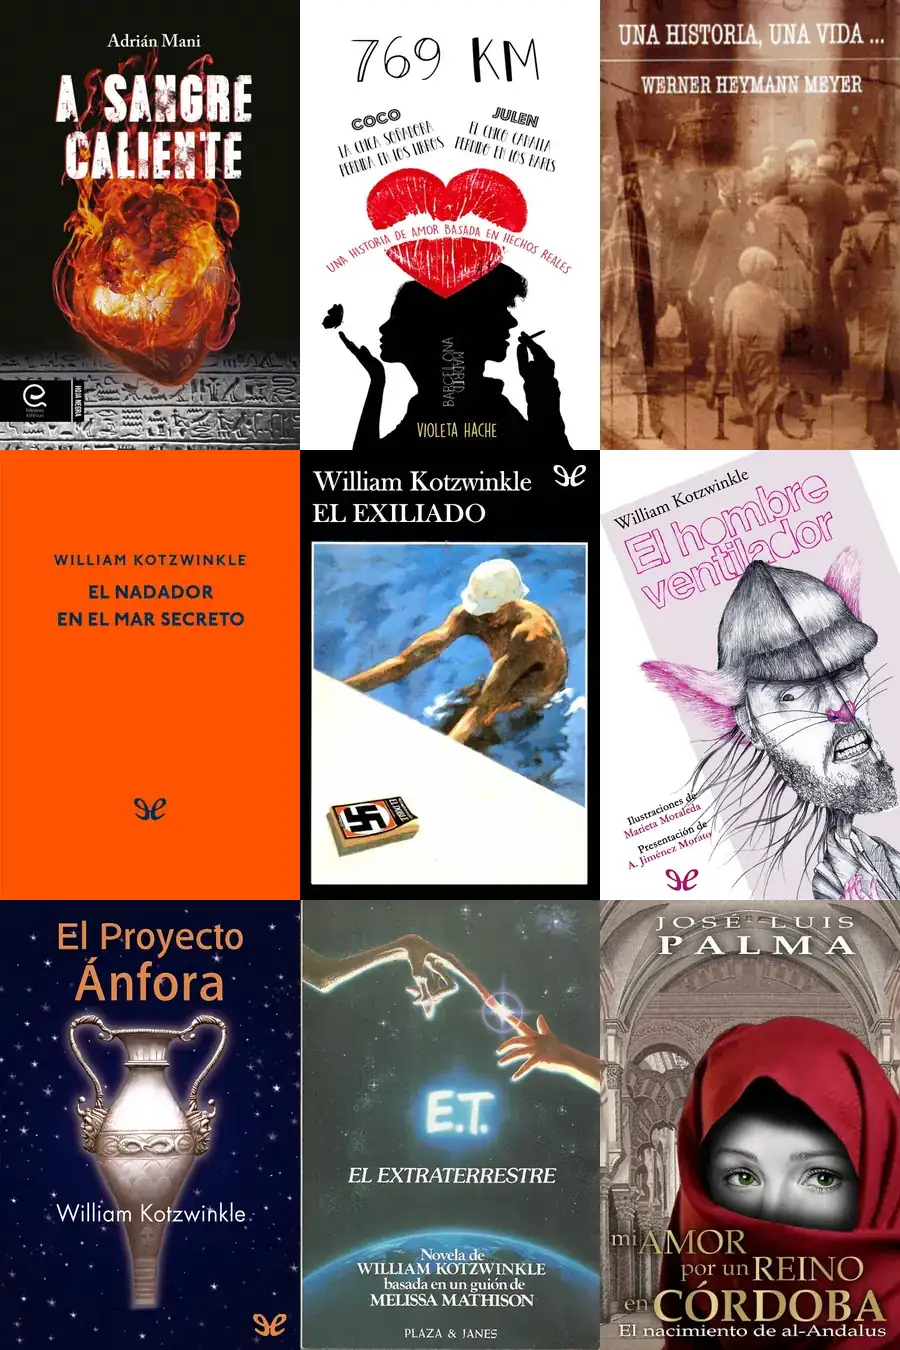 Adrián Mani
A SANGRE
CALIENTE
HOJA NEGRA
769 KM
COCO
LA CHICA SOÑADORA
PERDIDA EN LOS LIBROS
JULEN
EL CHICO CANALLA
PERDIDO EN LOS BARES
UNA HISTORIA DE AMOR BASADA EN HECHOS REALES
BARCELONA
MADRID
VIOLETA HACHE
UNA HISTORIA, UNA VIDA ...
WERNER HEYMANN MEYER
WILLIAM KOTZWINKLE
EL NADADOR
EN EL MAR SECRETO
William Kotzwinkle
EL EXILIADO
William Kotzwinkle
El hombre
ventilador
Ilustraciones de
Marieta Moraleda
Presentación de
A. Jiménez Morato
El Proyecto
Ánfora
William Kotzwinkle
E.T.
EL EXTRATERRESTRE
Novela de
WILLIAM KOTZWINKLE
basada en un guión de
MELISSA MATHISON
PLAZA & JANES
JOSÉ LUIS
PALMA
mi AMOR
por un REINO
en CÓRDOBA
El nacimiento de al-Andalus